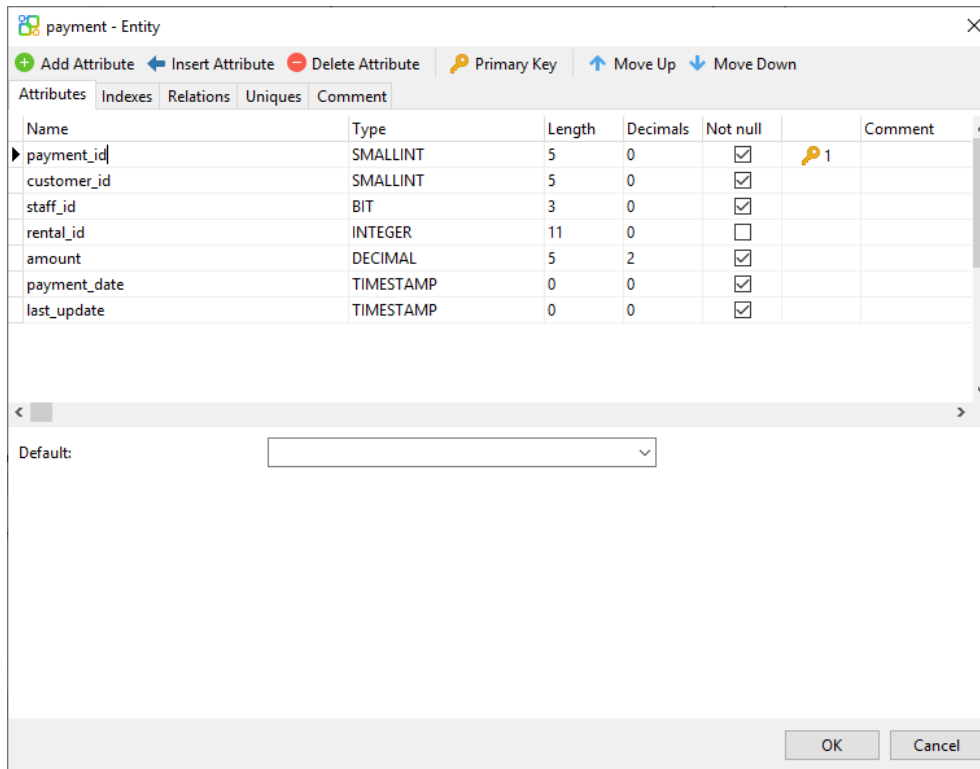 payment - Entity
Add Attribute Insert Attribute Delete Attribute Primary Key Move Up Move Down
Attributes Indexes Relations Uniques Comment
Name Type Length Decimals Not null Comment
payment_id SMALLINT 5 0 1
customer_id SMALLINT 5 0
staff_id BIT 3 0
rental_id INTEGER 11 0
amount DECIMAL 5 2
payment_date TIMESTAMP 0 0
last_update TIMESTAMP 0 0
Default:
OK Cancel